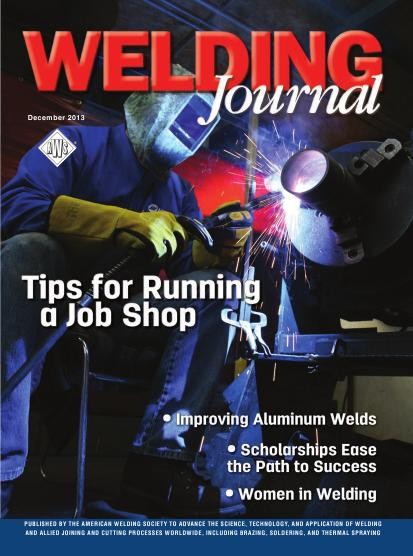 WELDING
Journal
December 2013
AWS
Tips for Running
a Job Shop
• Improving Aluminum Welds
• Scholarships Ease
the Path to Success
• Women in Welding
PUBLISHED BY THE AMERICAN WELDING SOCIETY TO ADVANCE THE SCIENCE, TECHNOLOGY, AND APPLICATION OF WELDING
AND ALLIED JOINING AND CUTTING PROCESSES WORLDWIDE, INCLUDING BRAZING, SOLDERING, AND THERMAL SPRAYING